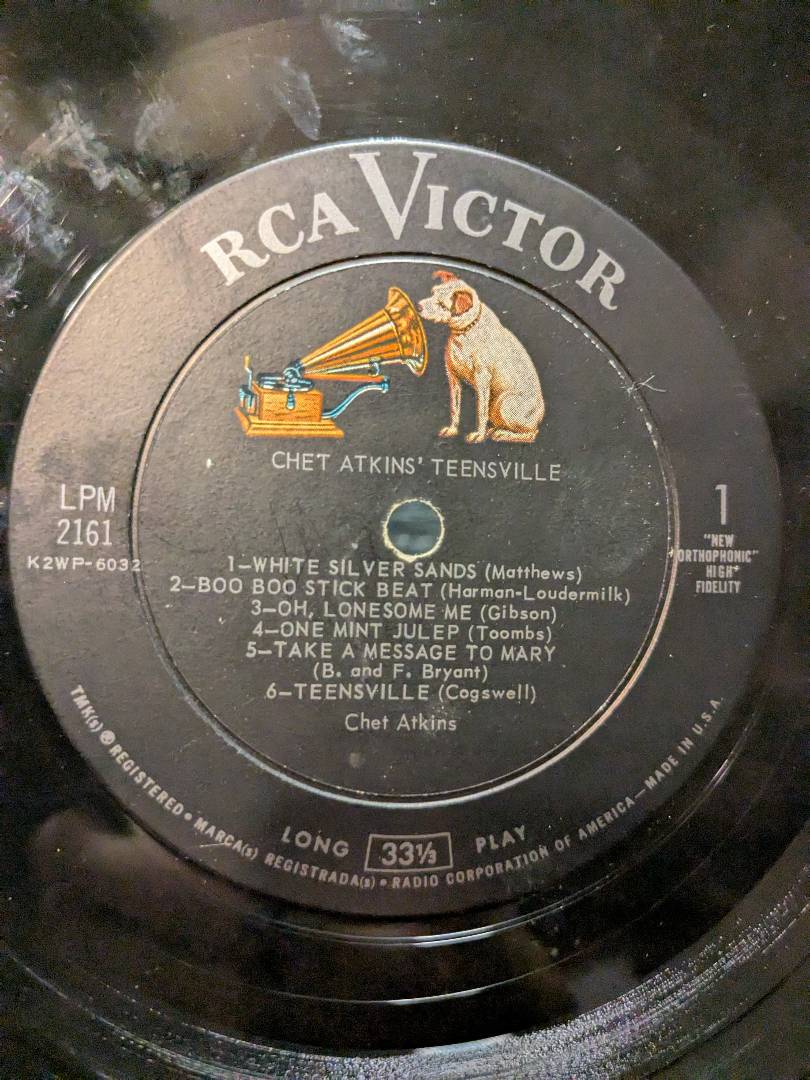 RCA VICTOR
CHET ATKINS' TEENSVILLE
LPM
2161
K2WP-6032
1
"NEW
ORTHOPHONIC"
HIGH
FIDELITY
1—WHITE SILVER SANDS (Matthews)
2—BOO BOO STICK BEAT (Harman-Loudermilk)
3—OH, LONESOME ME (Gibson)
4—ONE MINT JULEP (Toombs)
5—TAKE A MESSAGE TO MARY
(B. and F. Bryant)
6—TEENSVILLE (Cogswell)
Chet Atkins
LONG 33⅓ PLAY
TMK(s) ® REGISTERED • MARCA(s) REGISTRADA(s) • RADIO CORPORATION OF AMERICA—MADE IN U.S.A.